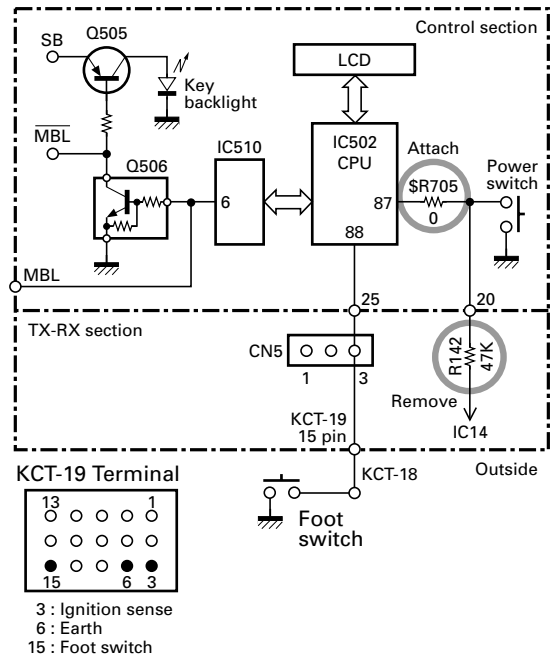 Control section
SB
Q505
Key
backlight
LCD
MBL
Q506
IC510
6
IC502
CPU
87
88
Attach
$R705
0
Power
switch
MBL
25
20
TX-RX section
CN5
1
3
R142
47K
Remove
IC14
KCT-19
15 pin
Outside
KCT-18
Foot
switch
KCT-19 Terminal
13
1
15
6
3
3 : Ignition sense
6 : Earth
15 : Foot switch